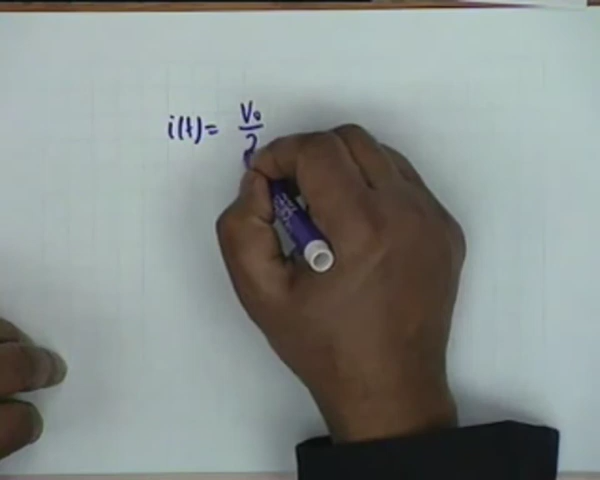 i(t) = V₀/2